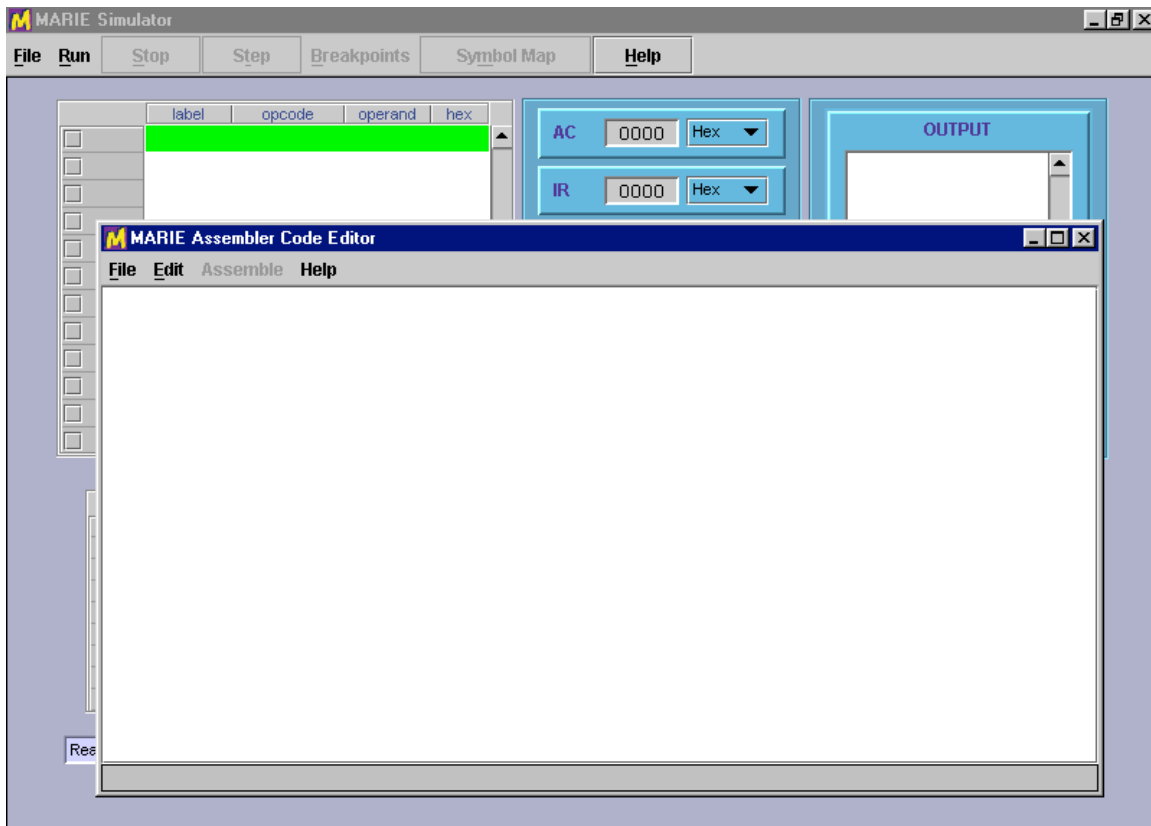 MARIE Simulator
File Run Stop Step Breakpoints Symbol Map Help
label opcode operand hex
AC 0000 Hex
OUTPUT
IR 0000 Hex
MARIE Assembler Code Editor
File Edit Assemble Help
Rea